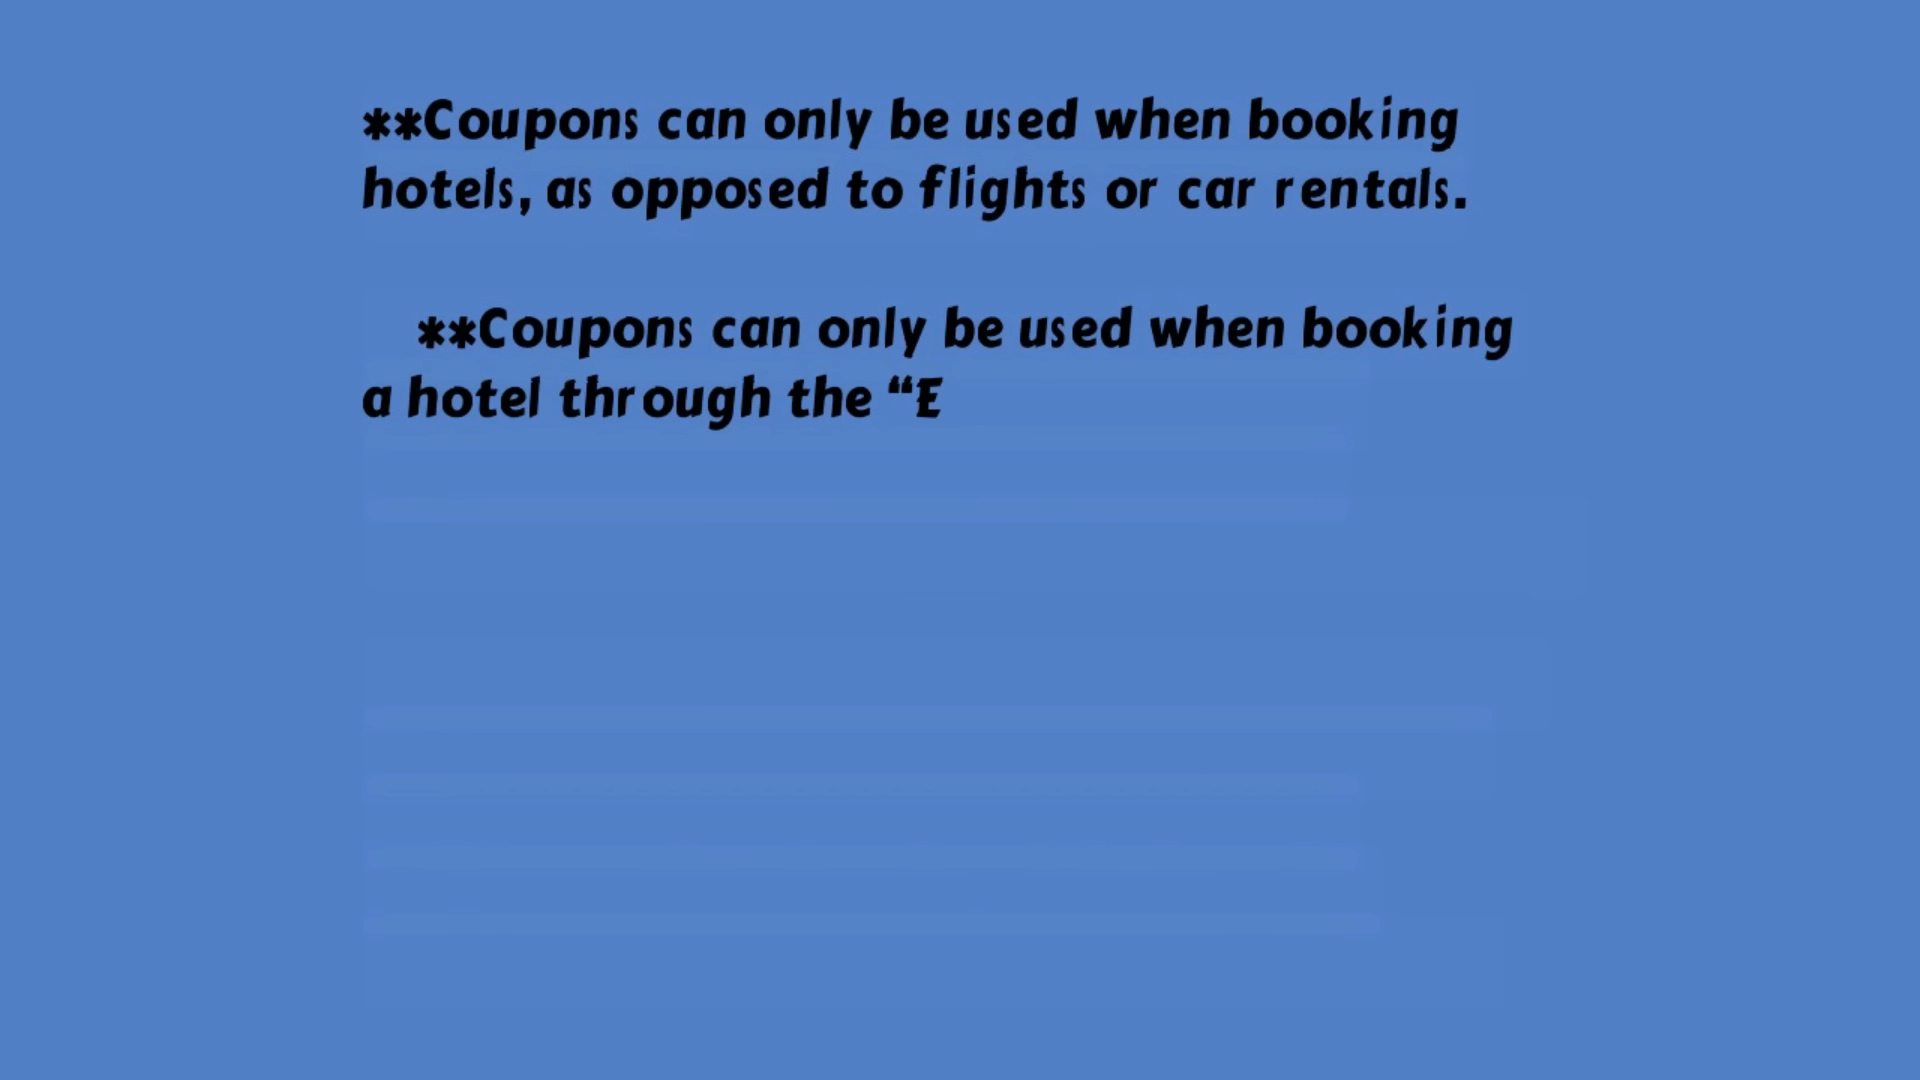 **Coupons can only be used when booking
hotels, as opposed to flights or car rentals.
**Coupons can only be used when booking
a hotel through the “E